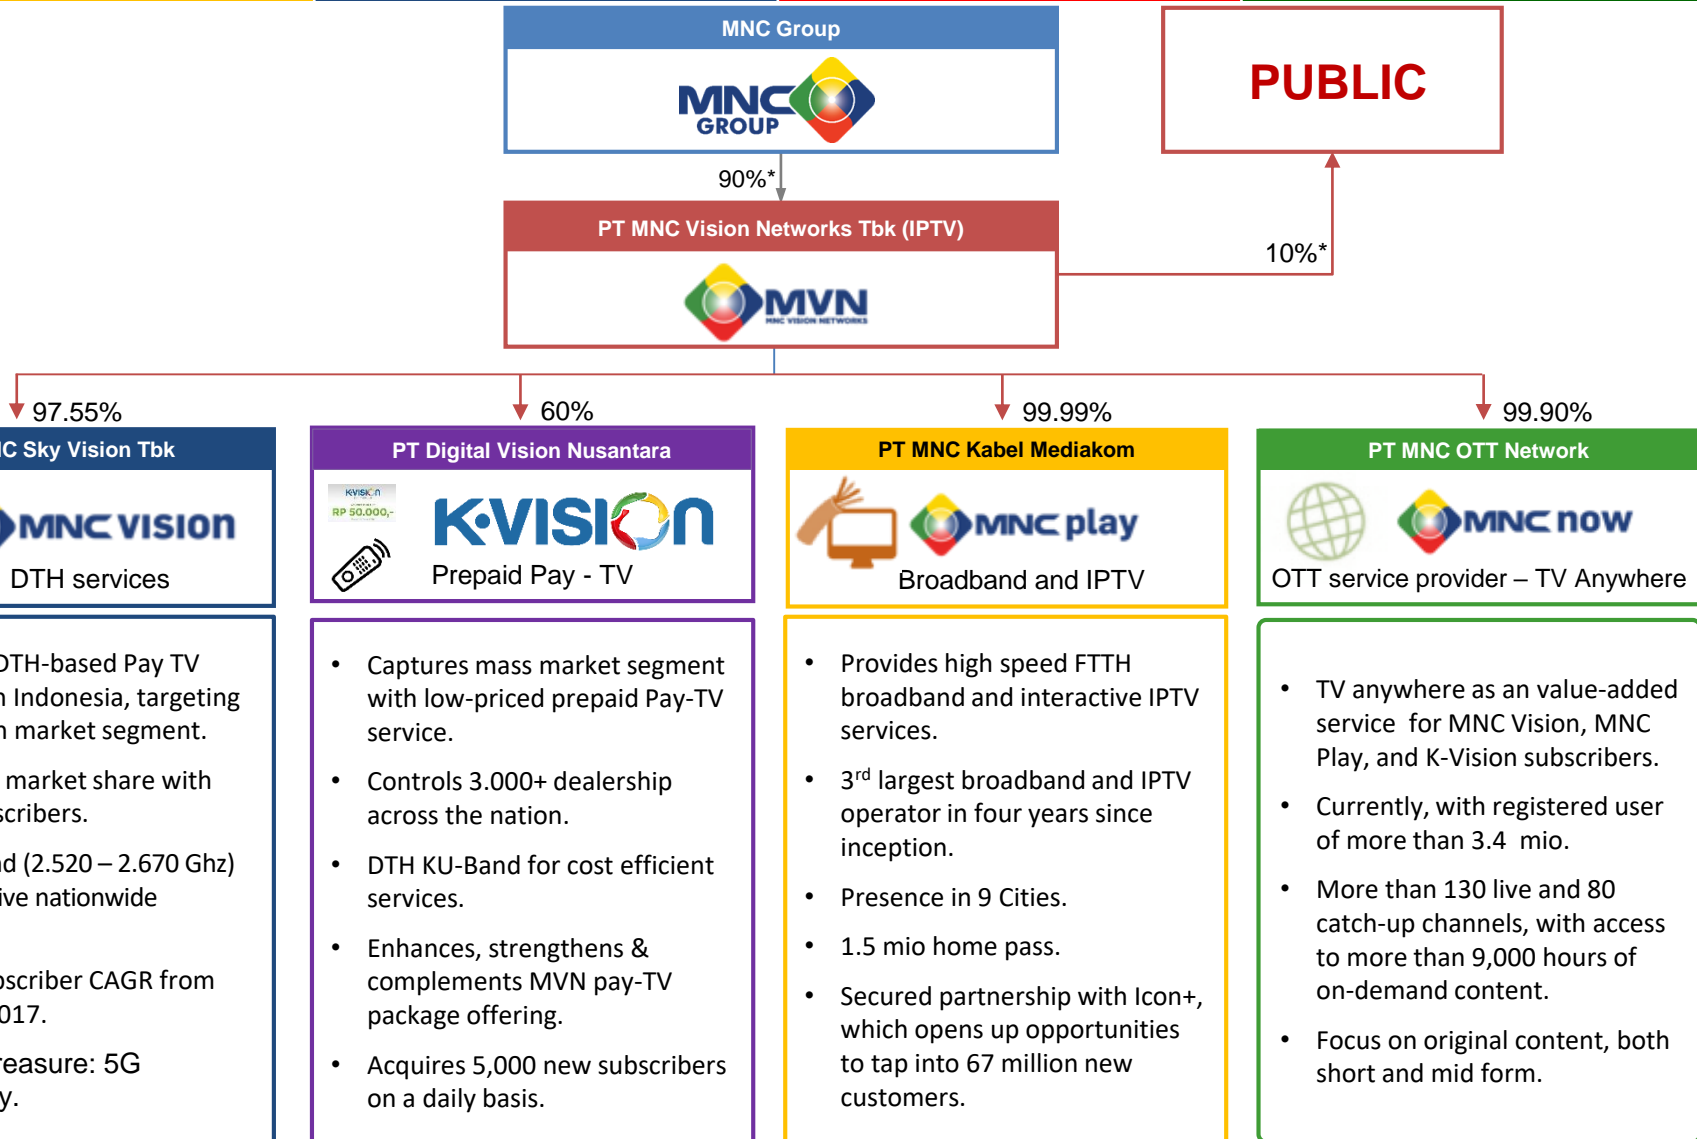 MNC Group
MNC
GROUP
PUBLIC
90%*
PT MNC Vision Networks Tbk (IPTV)
MVN
MNC VISION NETWORKS
10%*
97.55%
60%
99.99%
99.90%
C Sky Vision Tbk
MNC VISION
DTH services
DTH-based Pay TV
n Indonesia, targeting
n market segment.
market share with
scribers.
nd (2.520 – 2.670 Ghz)
ive nationwide
bscriber CAGR from
017.
reasure: 5G
y.
PT Digital Vision Nusantara
K-VISION
RP 50.000,-
K-VISION
Prepaid Pay - TV
• Captures mass market segment
with low-priced prepaid Pay-TV
service.
• Controls 3.000+ dealership
across the nation.
• DTH KU-Band for cost efficient
services.
• Enhances, strengthens &
complements MVN pay-TV
package offering.
• Acquires 5,000 new subscribers
on a daily basis.
PT MNC Kabel Mediakom
MNC play
Broadband and IPTV
• Provides high speed FTTH
broadband and interactive IPTV
services.
• 3rd largest broadband and IPTV
operator in four years since
inception.
• Presence in 9 Cities.
• 1.5 mio home pass.
• Secured partnership with Icon+,
which opens up opportunities
to tap into 67 million new
customers.
PT MNC OTT Network
MNC now
OTT service provider – TV Anywhere
• TV anywhere as an value-added
service for MNC Vision, MNC
Play, and K-Vision subscribers.
• Currently, with registered user
of more than 3.4 mio.
• More than 130 live and 80
catch-up channels, with access
to more than 9,000 hours of
on-demand content.
• Focus on original content, both
short and mid form.